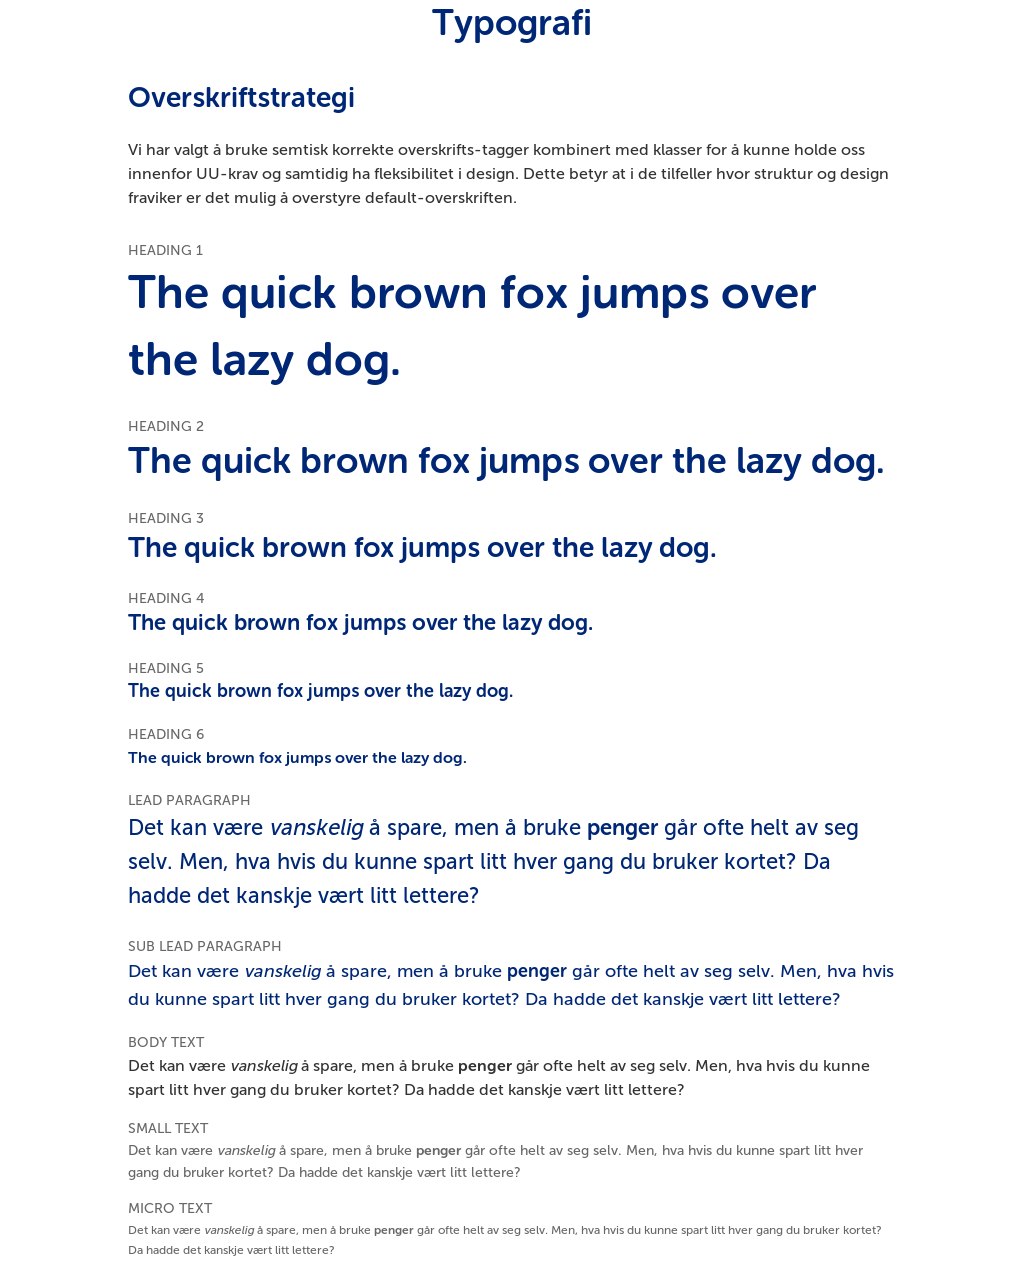 Typografi
Overskriftstrategi
Vi har valgt å bruke semtisk korrekte overskrifts-tagger kombinert med klasser for å kunne holde oss
innenfor UU-krav og samtidig ha fleksibilitet i design. Dette betyr at i de tilfeller hvor struktur og design
fraviker er det mulig å overstyre default-overskriften.
HEADING 1
The quick brown fox jumps over
the lazy dog.
HEADING 2
The quick brown fox jumps over the lazy dog.
HEADING 3
The quick brown fox jumps over the lazy dog.
HEADING 4
The quick brown fox jumps over the lazy dog.
HEADING 5
The quick brown fox jumps over the lazy dog.
HEADING 6
The quick brown fox jumps over the lazy dog.
LEAD PARAGRAPH
Det kan være vanskelig å spare, men å bruke penger går ofte helt av seg
selv. Men, hva hvis du kunne spart litt hver gang du bruker kortet? Da
hadde det kanskje vært litt lettere?
SUB LEAD PARAGRAPH
Det kan være vanskelig å spare, men å bruke penger går ofte helt av seg selv. Men, hva hvis
du kunne spart litt hver gang du bruker kortet? Da hadde det kanskje vært litt lettere?
BODY TEXT
Det kan være vanskelig å spare, men å bruke penger går ofte helt av seg selv. Men, hva hvis du kunne
spart litt hver gang du bruker kortet? Da hadde det kanskje vært litt lettere?
SMALL TEXT
Det kan være vanskelig å spare, men å bruke penger går ofte helt av seg selv. Men, hva hvis du kunne spart litt hver
gang du bruker kortet? Da hadde det kanskje vært litt lettere?
MICRO TEXT
Det kan være vanskelig å spare, men å bruke penger går ofte helt av seg selv. Men, hva hvis du kunne spart litt hver gang du bruker kortet?
Da hadde det kanskje vært litt lettere?